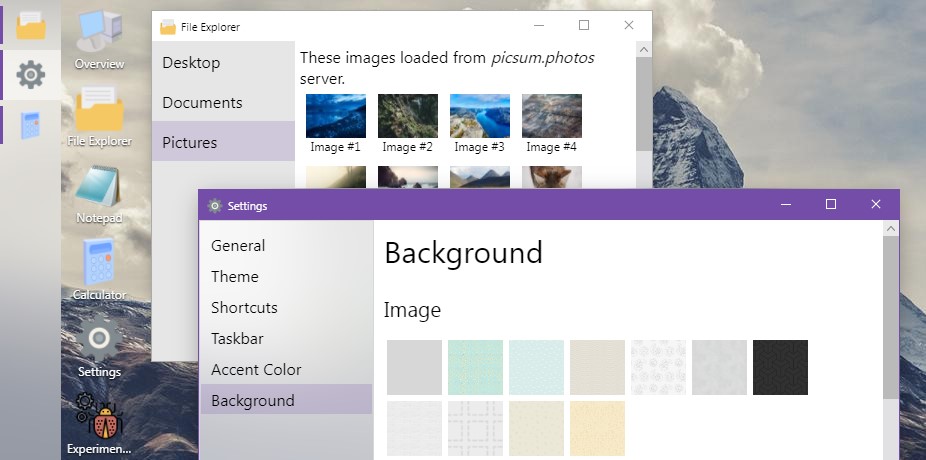 Overview
File Explorer
Notepad
Calculator
Settings
Experimen...
File Explorer
Desktop
Documents
Pictures
These images loaded from picsum.photos
server.
Image #1
Image #2
Image #3
Image #4
Settings
General
Theme
Shortcuts
Taskbar
Accent Color
Background
Background
Image